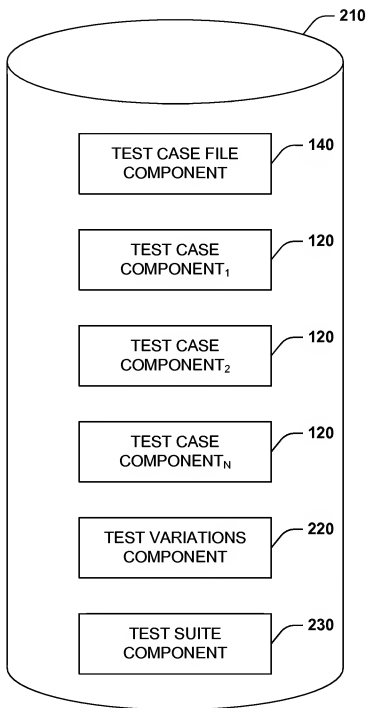 210
TEST CASE FILE
COMPONENT
140
TEST CASE
COMPONENT₁
120
TEST CASE
COMPONENT₂
120
TEST CASE
COMPONENTN
120
TEST VARIATIONS
COMPONENT
220
TEST SUITE
COMPONENT
230